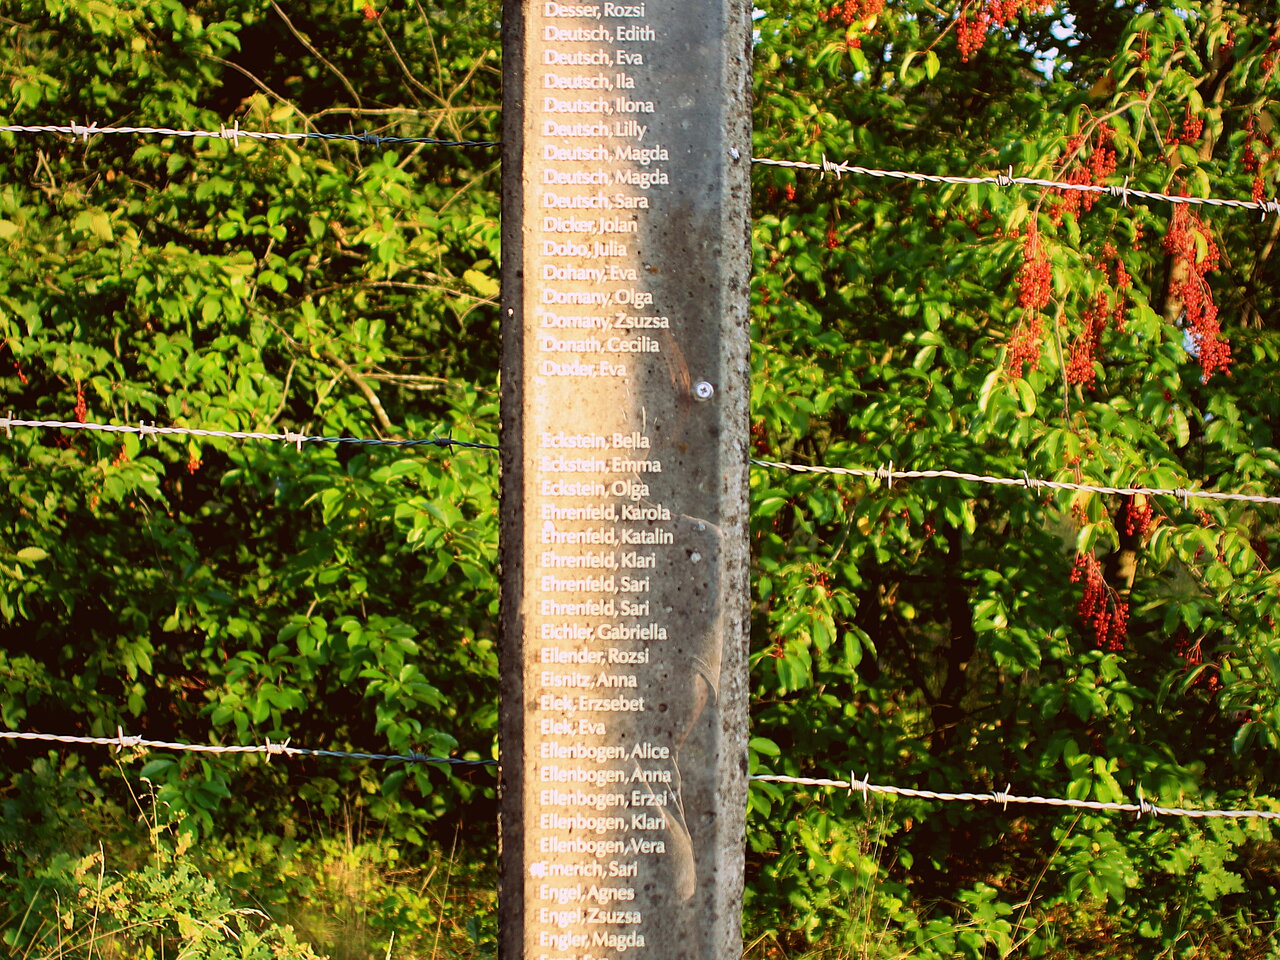 Desser, Rozsi
Deutsch, Edith
Deutsch, Eva
Deutsch, Ila
Deutsch, Ilona
Deutsch, Lilly
Deutsch, Magda
Deutsch, Magda
Deutsch, Sara
Dicker, Jolan
Dobo, Julia
Dohany, Eva
Domany, Olga
Domany, Zsuzsa
Donath, Cecilia
Duxler, Eva
Eckstein, Bella
Eckstein, Emma
Eckstein, Olga
Ehrenfeld, Karola
Ehrenfeld, Katalin
Ehrenfeld, Klari
Ehrenfeld, Sari
Ehrenfeld, Sari
Eichler, Gabriella
Eilender, Rozsi
Eisnitz, Anna
Elek, Erzsebet
Elek, Eva
Ellenbogen, Alice
Ellenbogen, Anna
Ellenbogen, Erzsi
Ellenbogen, Klari
Ellenbogen, Vera
Emerich, Sari
Engel, Agnes
Engel, Zsuzsa
Engler, Magda